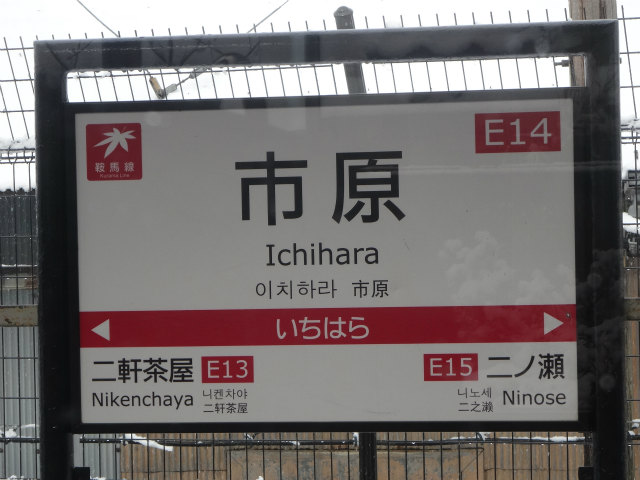 鞍馬線
Kurama Line
E14
市原
Ichihara
이치하라 市原
いちはら
二軒茶屋 E13
Nikenchaya
니켄차야
二軒茶屋
E15 二ノ瀬
니노세
二之濑
Ninose